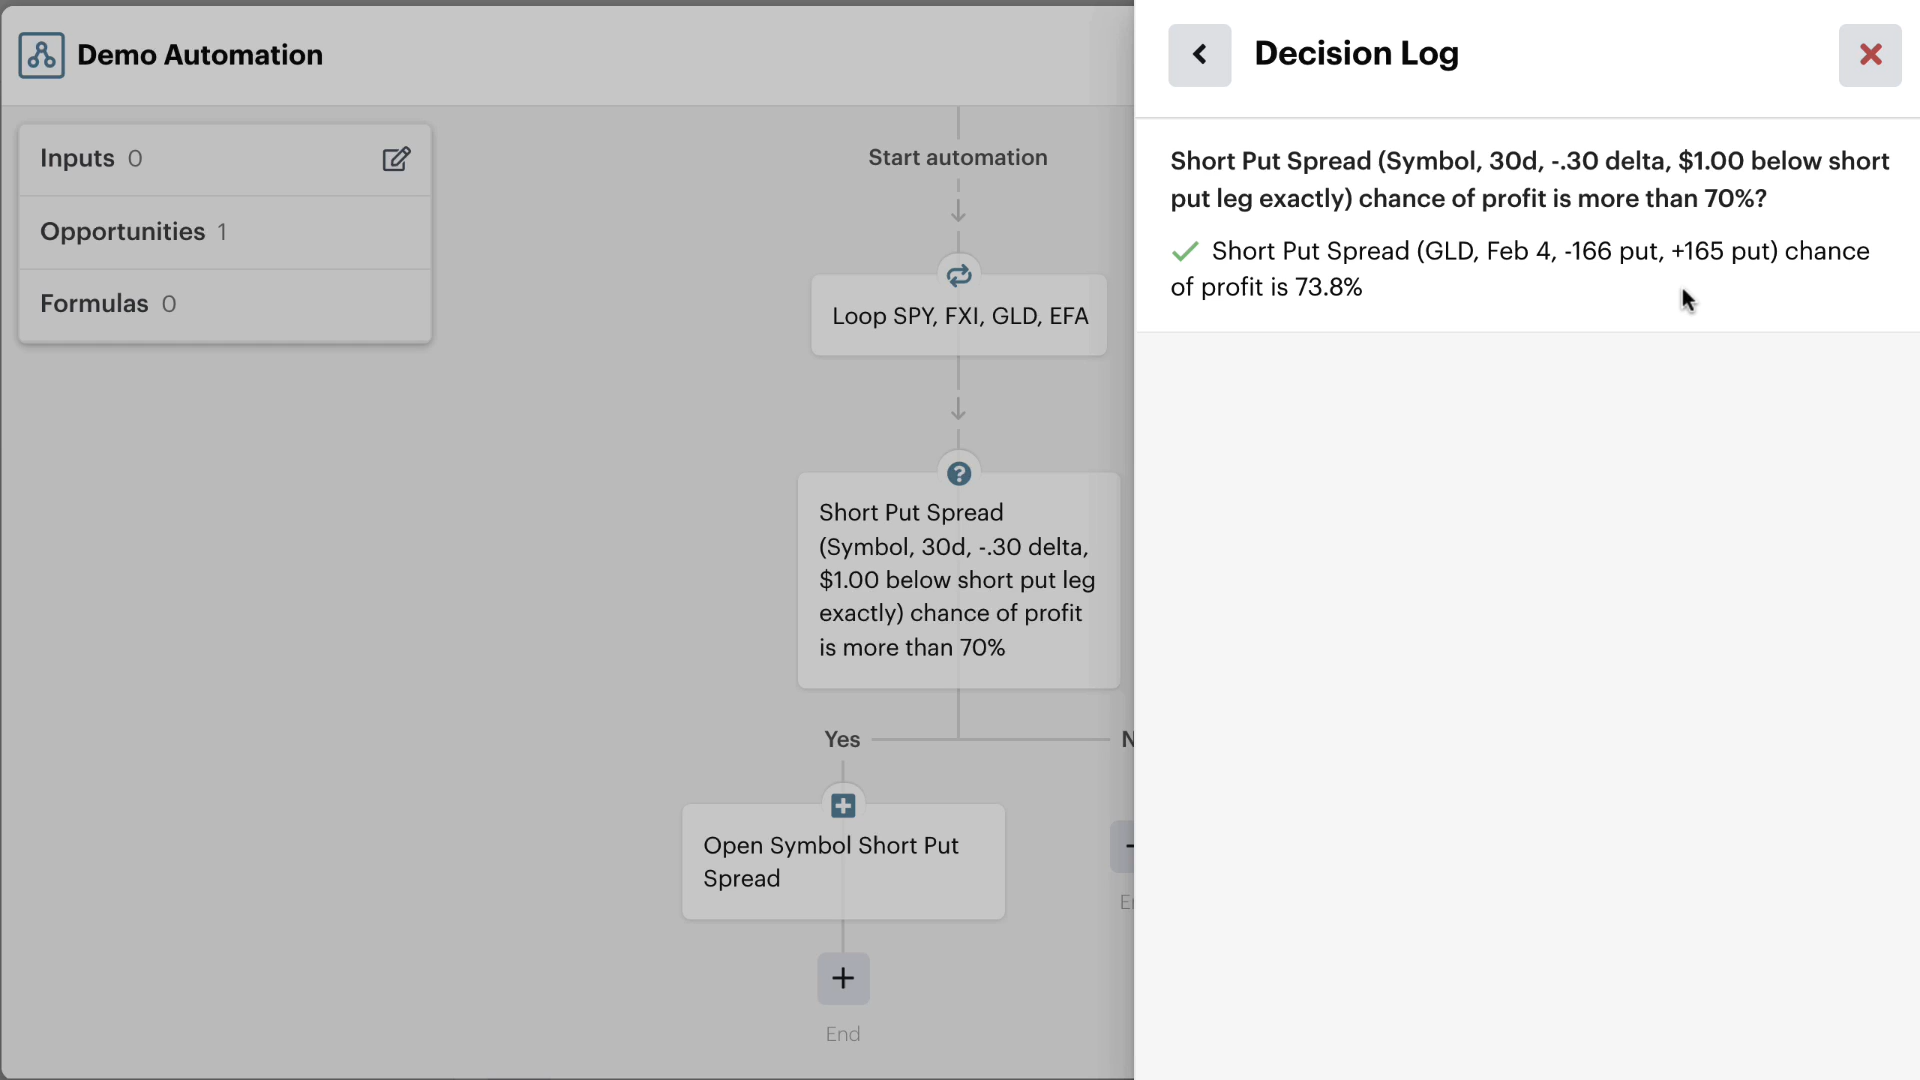 Demo Automation
Inputs 0
Opportunities 1
Formulas 0
Start automation
Loop SPY, FXI, GLD, EFA
Short Put Spread
(Symbol, 30d, -.30 delta,
$1.00 below short put leg
exactly) chance of profit
is more than 70%
Yes
Open Symbol Short Put
Spread
End
Decision Log
Short Put Spread (Symbol, 30d, -.30 delta, $1.00 below short
put leg exactly) chance of profit is more than 70%?
Short Put Spread (GLD, Feb 4, -166 put, +165 put) chance
of profit is 73.8%